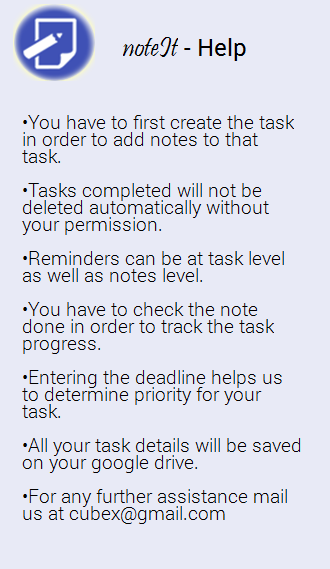 noteIt - Help
•You have to first create the task
in order to add notes to that
task.
•Tasks completed will not be
deleted automatically without
your permission.
•Reminders can be at task level
as well as notes level.
•You have to check the note
done in order to track the task
progress.
•Entering the deadline helps us
to determine priority for your
task.
•All your task details will be saved
on your google drive.
•For any further assistance mail
us at cubex@gmail.com